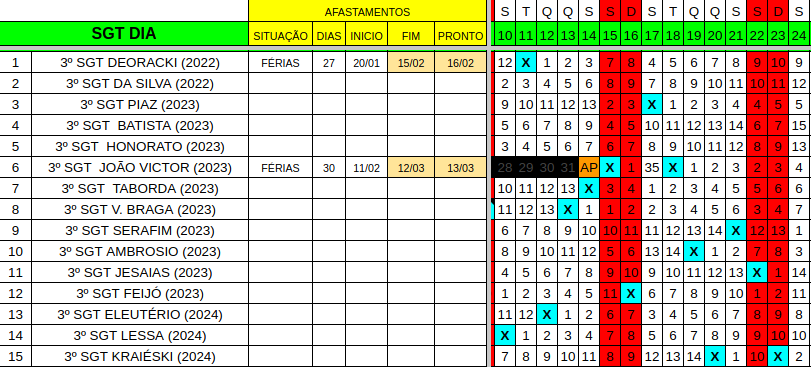 AFASTAMENTOS S T Q Q S S D S T Q Q S S D S
SGT DIA SITUAÇÃO DIAS INICIO FIM PRONTO 10 11 12 13 14 15 16 17 18 19 20 21 22 23 24
1 3º SGT DEORACKI (2022) FÉRIAS 27 20/01 15/02 16/02 12 X 1 2 3 7 8 4 5 6 7 8 9 10 9
2 3º SGT DA SILVA (2022) 2 3 4 5 6 8 9 7 8 9 10 11 10 11 12
3 3º SGT PIAZ (2023) 9 10 11 12 13 2 3 X 1 2 3 4 4 5 5
4 3º SGT BATISTA (2023) 5 6 7 8 9 4 5 10 11 12 13 14 6 7 15
5 3º SGT HONORATO (2023) 3 4 5 6 7 6 7 8 9 10 11 12 8 9 13
6 3º SGT JOÃO VICTOR (2023) FÉRIAS 30 11/02 12/03 13/03 28 29 30 31 AP X 1 35 X 1 2 3 2 3 4
7 3º SGT TABORDA (2023) 10 11 12 13 X 3 4 1 2 3 4 5 5 6 6
8 3º SGT V. BRAGA (2023) 11 12 13 X 1 1 2 2 3 4 5 6 3 4 7
9 3º SGT SERAFIM (2023) 6 7 8 9 10 10 11 11 12 13 14 X 12 13 1
10 3º SGT AMBROSIO (2023) 8 9 10 11 12 5 6 13 14 X 1 2 7 8 3
11 3º SGT JESAIAS (2023) 4 5 6 7 8 9 10 9 10 11 12 13 X 1 14
12 3º SGT FEIJÓ (2023) 1 2 3 4 5 11 X 6 7 8 9 10 1 2 11
13 3º SGT ELEUTÉRIO (2024) 11 12 X 1 2 6 7 3 4 5 6 7 8 9 8
14 3º SGT LESSA (2024) X 1 2 3 4 7 8 5 6 7 8 9 9 10 10
15 3º SGT KRAIÉSKI (2024) 7 8 9 10 11 8 9 12 13 14 X 1 10 X 2